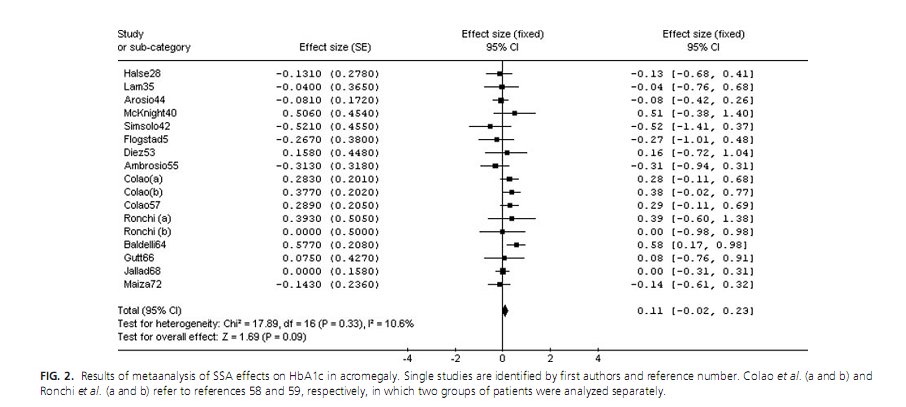 Study Effect size (fixed) Effect size (fixed)
or sub-category Effect size (SE) 95% CI 95% CI
Halse28 -0.1310 (0.2780) -0.13 [-0.68, 0.41]
Lam35 -0.0400 (0.3650) -0.04 [-0.76, 0.68]
Arosio44 -0.0810 (0.1720) -0.08 [-0.42, 0.26]
McKnight40 0.5060 (0.4540) 0.51 [-0.38, 1.40]
Simsolo42 -0.5210 (0.4550) -0.52 [-1.41, 0.37]
Flogstad5 -0.2670 (0.3800) -0.27 [-1.01, 0.48]
Diez53 0.1580 (0.4480) 0.16 [-0.72, 1.04]
Ambrosio55 -0.3130 (0.3180) -0.31 [-0.94, 0.31]
Colao(a) 0.2830 (0.2010) 0.28 [-0.11, 0.68]
Colao(b) 0.3770 (0.2020) 0.38 [-0.02, 0.77]
Colao57 0.2890 (0.2050) 0.29 [-0.11, 0.69]
Ronchi (a) 0.3930 (0.5050) 0.39 [-0.60, 1.38]
Ronchi (b) 0.0000 (0.5000) 0.00 [-0.98, 0.98]
Baldelli64 0.5770 (0.2080) 0.58 [0.17, 0.98]
Gutt66 0.0750 (0.4270) 0.08 [-0.76, 0.91]
Jallad68 0.0000 (0.1580) 0.00 [-0.31, 0.31]
Maiza72 -0.1430 (0.2360) -0.14 [-0.61, 0.32]
Total (95% CI) 0.11 [-0.02, 0.23]
Test for heterogeneity: Chi² = 17.89, df = 16 (P = 0.33), I² = 10.6%
Test for overall effect: Z = 1.69 (P = 0.09)
-4 -2 0 2 4
FIG. 2. Results of metaanalysis of SSA effects on HbA1c in acromegaly. Single studies are identified by first authors and reference number. Colao et al. (a and b) and
Ronchi et al. (a and b) refer to references 58 and 59, respectively, in which two groups of patients were analyzed separately.